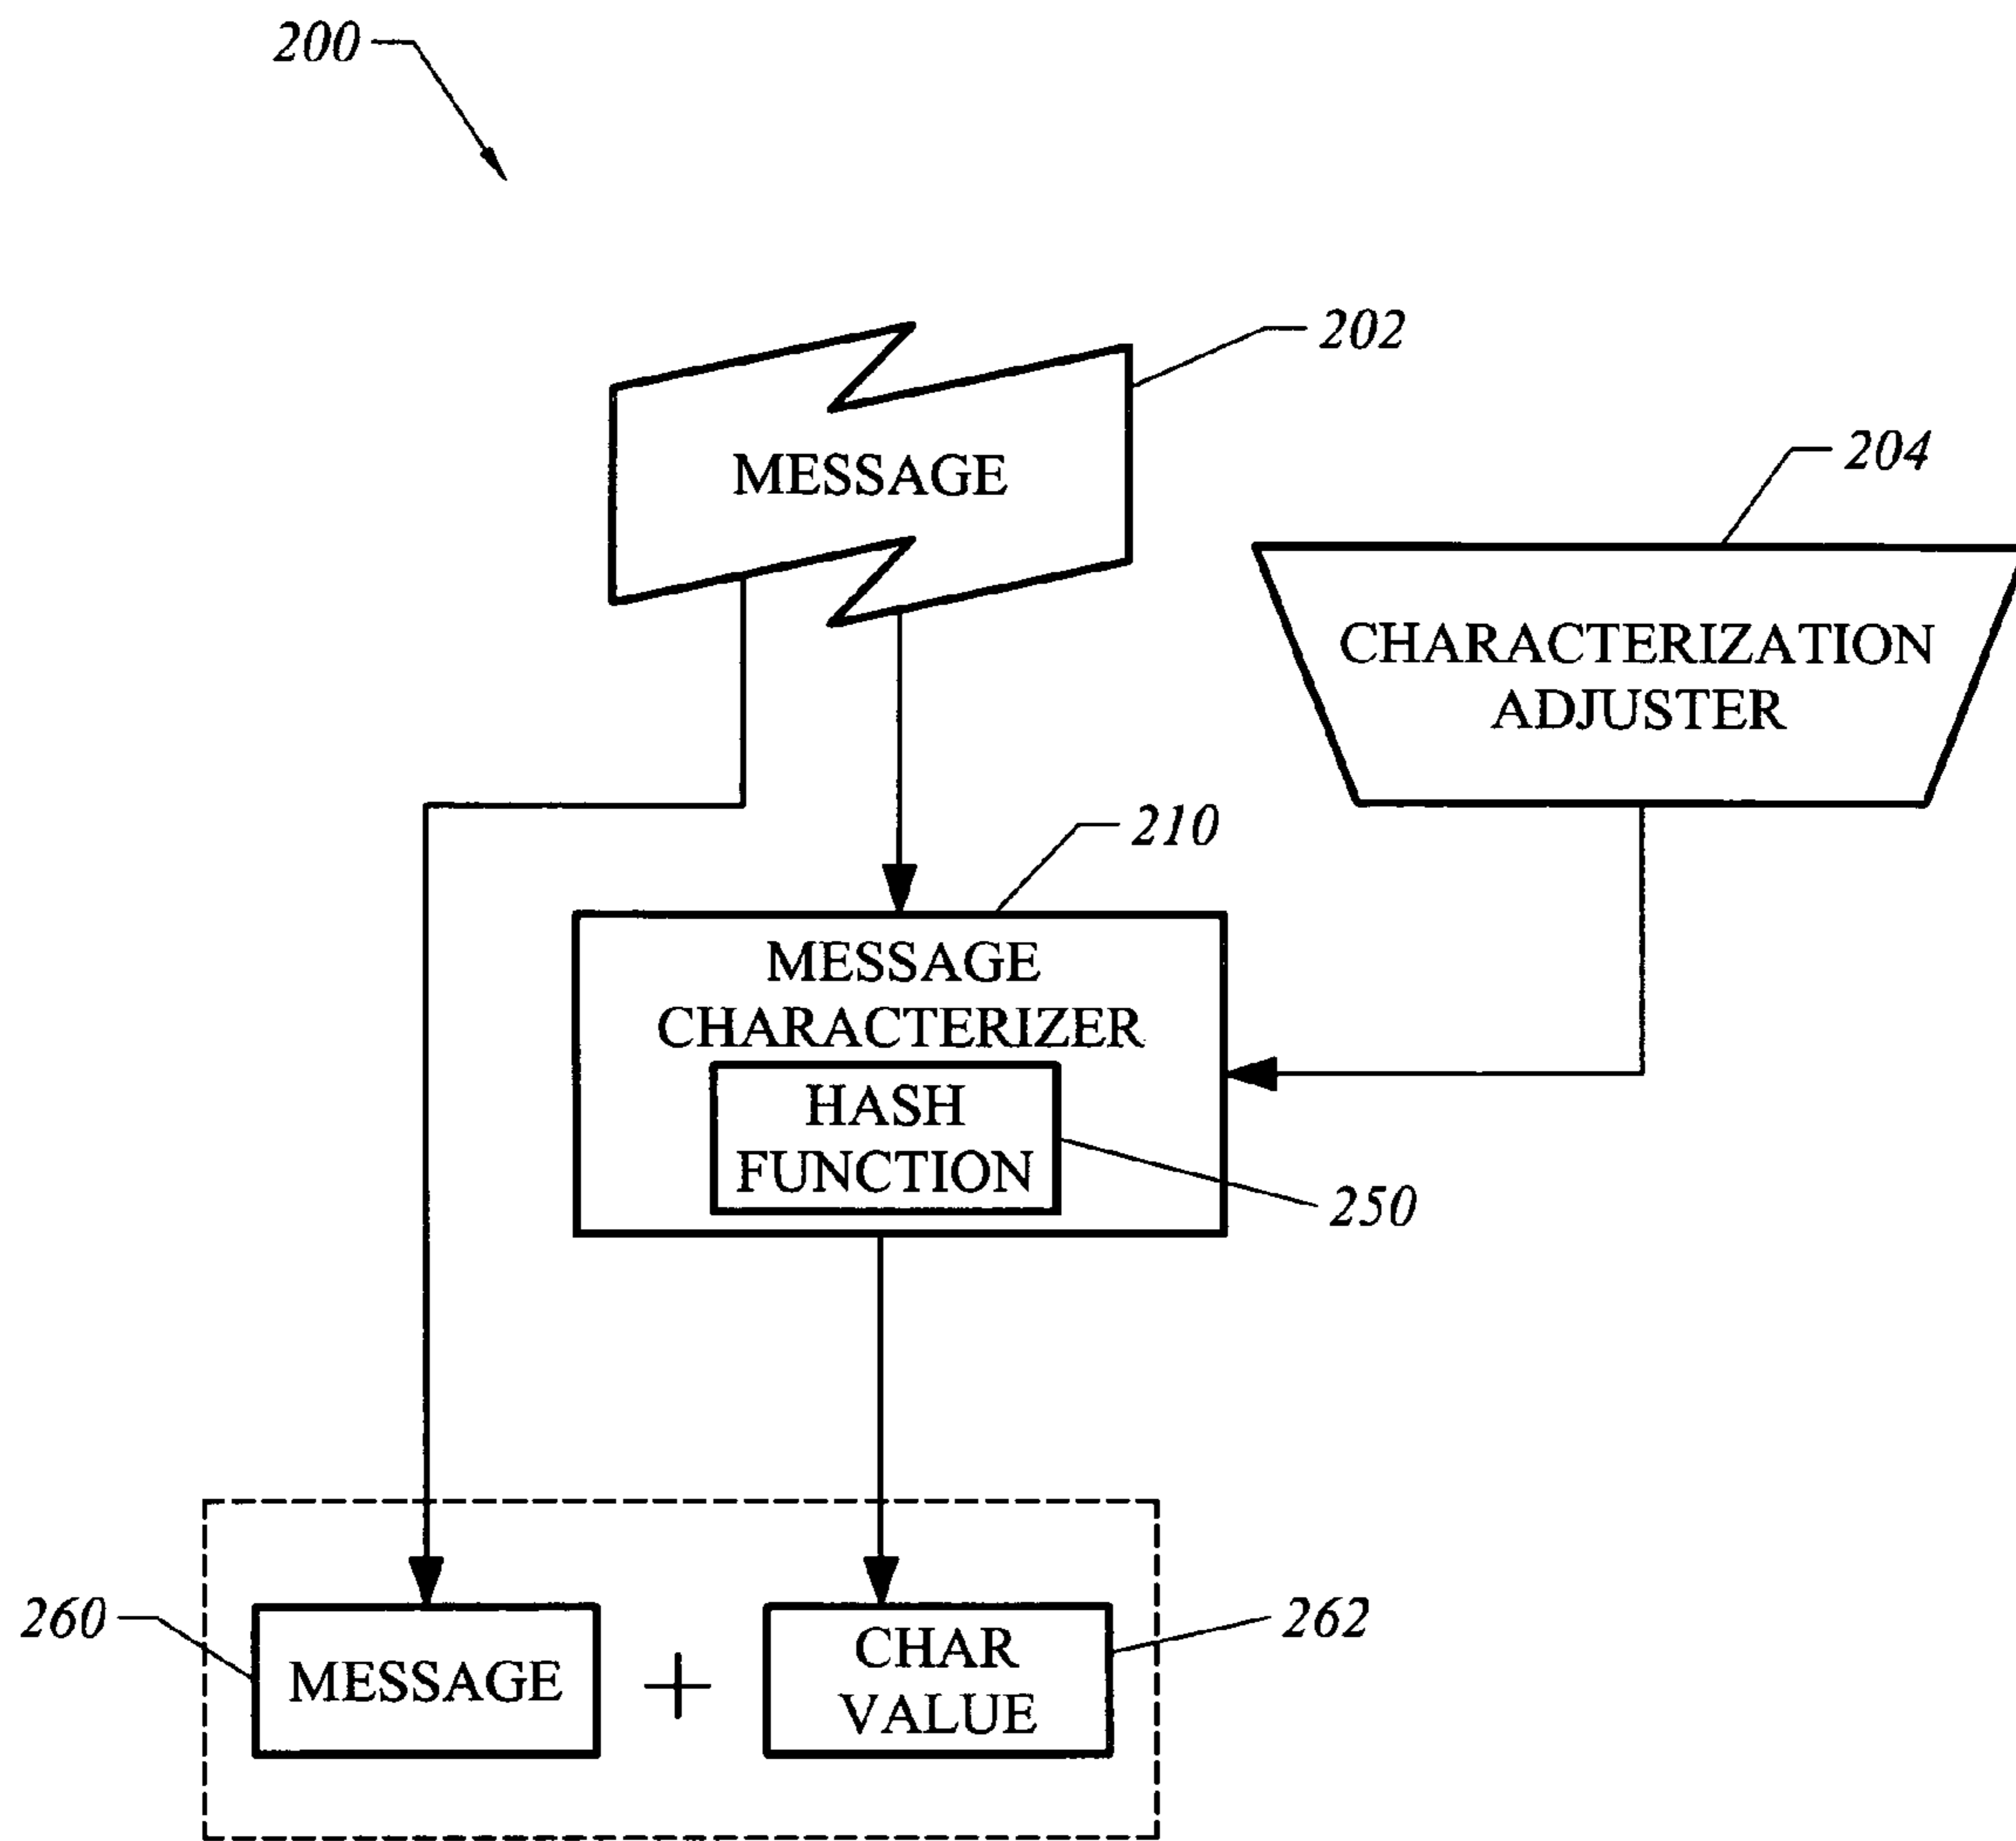 200
202
MESSAGE
204
CHARACTERIZATION
ADJUSTER
210
MESSAGE
CHARACTERIZER
HASH
FUNCTION
250
260
MESSAGE
+
CHAR
VALUE
262